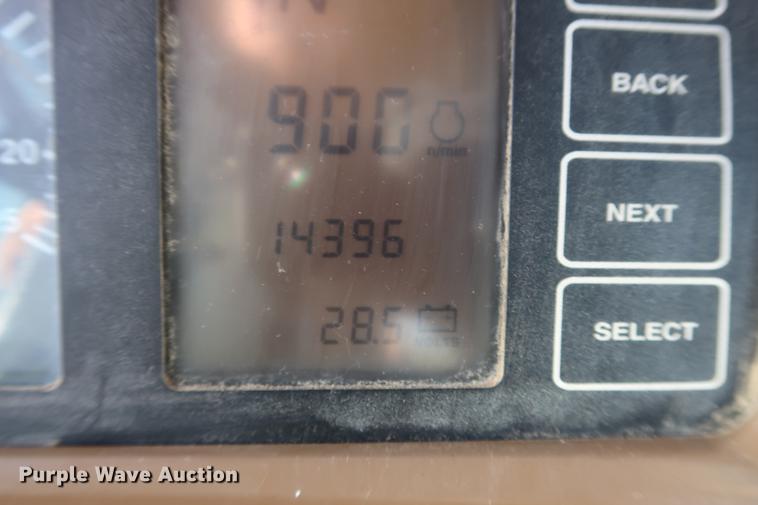 N
900
n/min
14396
28.5
VOLTS
20
BACK
NEXT
SELECT
Purple Wave Auction